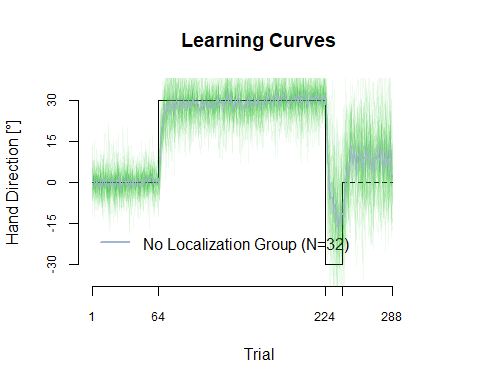 Learning Curves
Hand Direction [°]
30
15
0
-15
-30
No Localization Group (N=32)
1
64
224
288
Trial